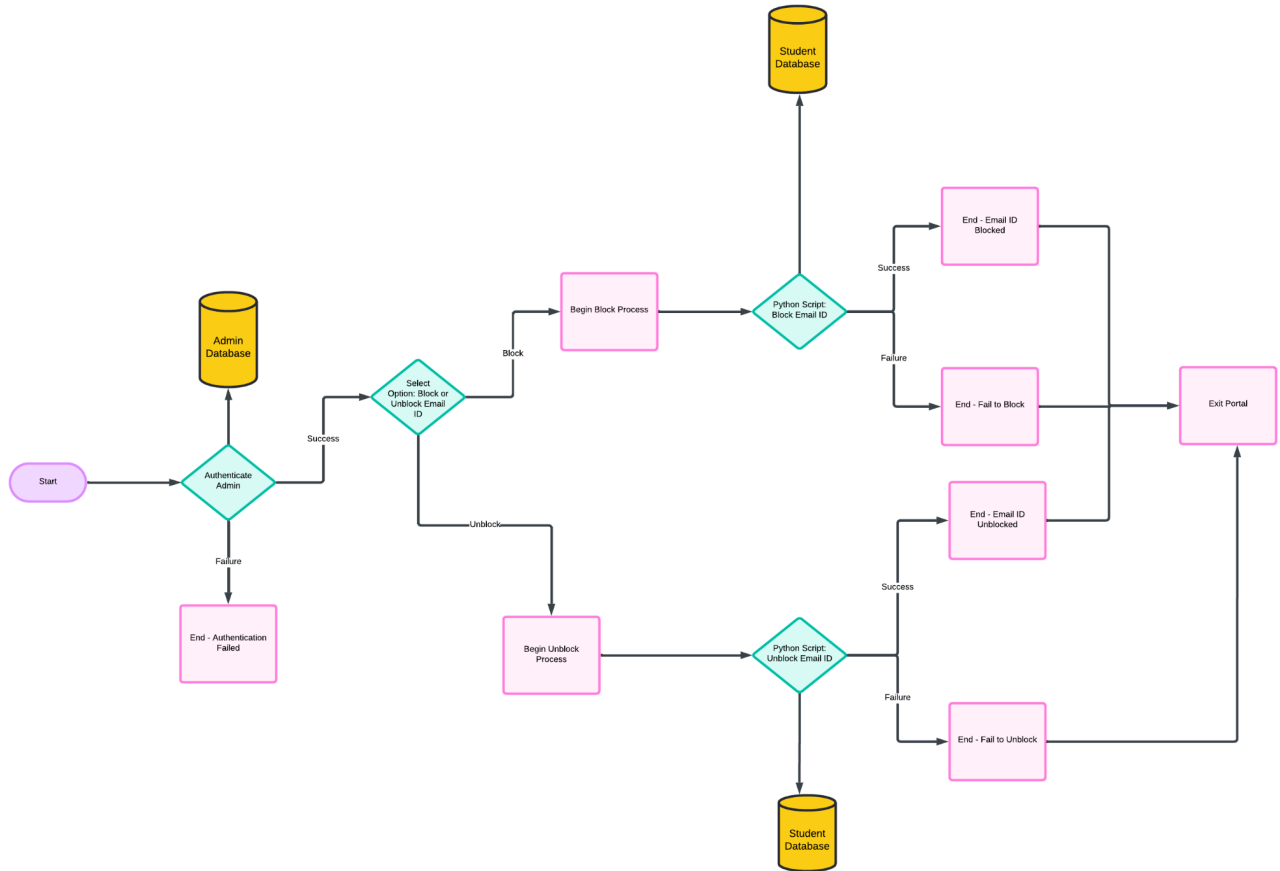 Student
Database
End - Email ID
Blocked
Success
Begin Block Process
Python Script:
Block Email ID
Admin
Database
Block
Failure
Select
Option: Block or
Unblock Email
ID
End - Fail to Block
Exit Portal
Success
Start
Authenticate
Admin
Unblock
End - Email ID
Unblocked
Failure
Success
End - Authentication
Failed
Begin Unblock
Process
Python Script:
Unblock Email ID
Failure
End - Fail to Unblock
Student
Database